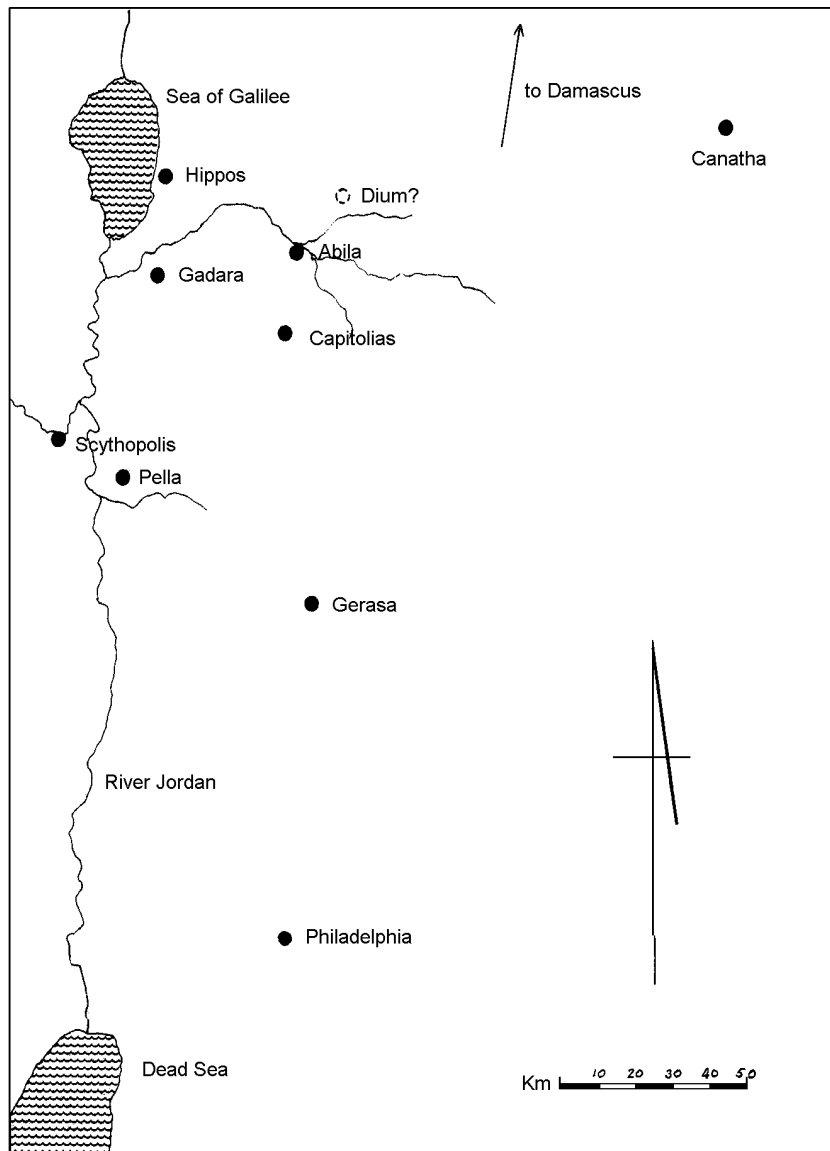 Sea of Galilee
to Damascus
Canatha
Hippos
Dium?
Abila
Gadara
Capitolias
Scythopolis
Pella
Gerasa
River Jordan
Philadelphia
Dead Sea
Km 10 20 30 40 50